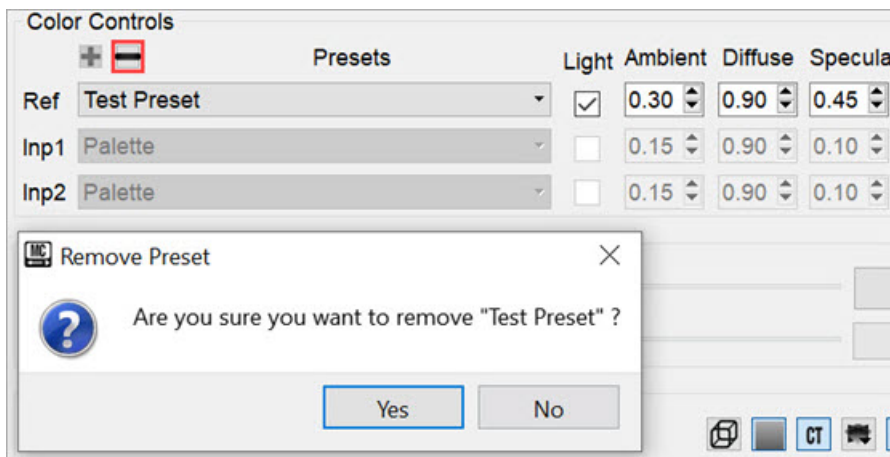 Color Controls
Presets Light Ambient Diffuse Specula
Ref Test Preset 0.30 0.90 0.45
Inp1 Palette 0.15 0.90 0.10
Inp2 Palette 0.15 0.90 0.10
MC Remove Preset
Are you sure you want to remove "Test Preset" ?
Yes No
CT